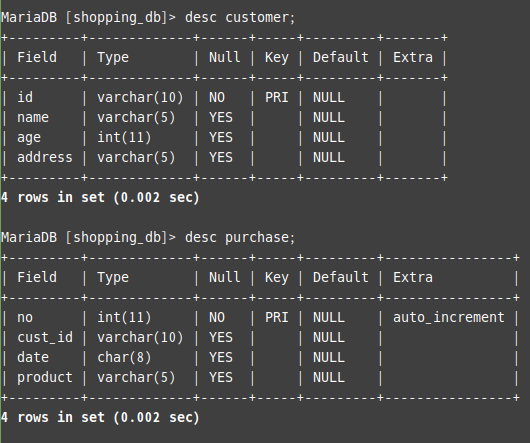 MariaDB [shopping_db]> desc customer;
+---------+-------------+------+-----+---------+-------+
| Field   | Type        | Null | Key | Default | Extra |
+---------+-------------+------+-----+---------+-------+
| id      | varchar(10) | NO   | PRI | NULL    |       |
| name    | varchar(5)  | YES  |     | NULL    |       |
| age     | int(11)     | YES  |     | NULL    |       |
| address | varchar(5)  | YES  |     | NULL    |       |
+---------+-------------+------+-----+---------+-------+
4 rows in set (0.002 sec)

MariaDB [shopping_db]> desc purchase;
+---------+-------------+------+-----+---------+----------------+
| Field   | Type        | Null | Key | Default | Extra          |
+---------+-------------+------+-----+---------+----------------+
| no      | int(11)     | NO   | PRI | NULL    | auto_increment |
| cust_id | varchar(10) | YES  |     | NULL    |                |
| date    | char(8)     | YES  |     | NULL    |                |
| product | varchar(5)  | YES  |     | NULL    |                |
+---------+-------------+------+-----+---------+----------------+
4 rows in set (0.002 sec)